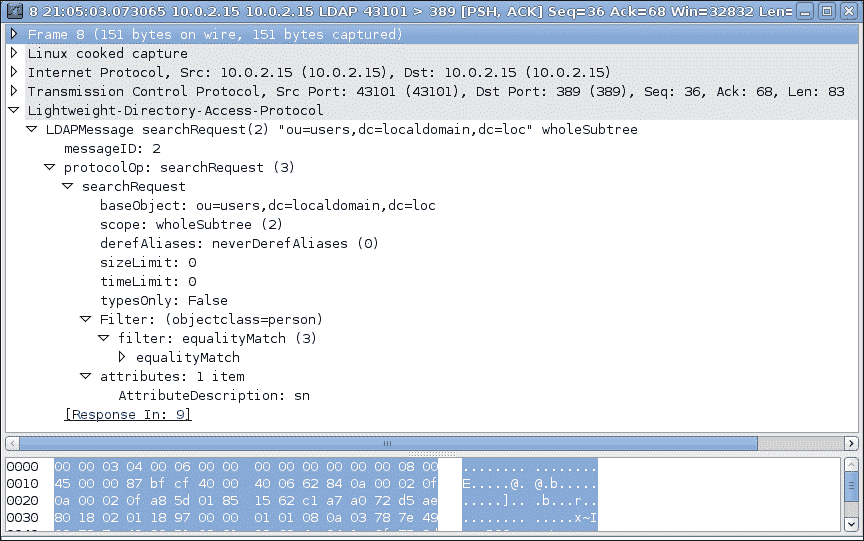 8 21:05:03.073065 10.0.2.15 10.0.2.15 LDAP 43101 > 389 [PSH, ACK] Seq=36 Ack=68 Win=32832 Len=
Frame 8 (151 bytes on wire, 151 bytes captured)
Linux cooked capture
Internet Protocol, Src: 10.0.2.15 (10.0.2.15), Dst: 10.0.2.15 (10.0.2.15)
Transmission Control Protocol, Src Port: 43101 (43101), Dst Port: 389 (389), Seq: 36, Ack: 68, Len: 83
Lightweight-Directory-Access-Protocol
LDAPMessage searchRequest(2) "ou=users,dc=localdomain,dc=loc" wholeSubtree
messageID: 2
protocolOp: searchRequest (3)
searchRequest
baseObject: ou=users,dc=localdomain,dc=loc
scope: wholeSubtree (2)
derefAliases: neverDerefAliases (0)
sizeLimit: 0
timeLimit: 0
typesOnly: False
Filter: (objectclass=person)
filter: equalityMatch (3)
equalityMatch
attributes: 1 item
AttributeDescription: sn
[Response In: 9]
0000 00 00 03 04 00 06 00 00 00 00 00 00 00 00 08 00 ........ ........
0010 45 00 00 87 bf cf 40 00 40 06 62 84 0a 00 02 0f E.....@. @.b.....
0020 0a 00 02 0f a8 5d 01 85 15 62 c1 a7 a0 72 d5 ae .....].. .b...r..
0030 80 18 02 01 18 97 00 00 01 01 08 0a 03 78 7e 49 ........ .....x~I